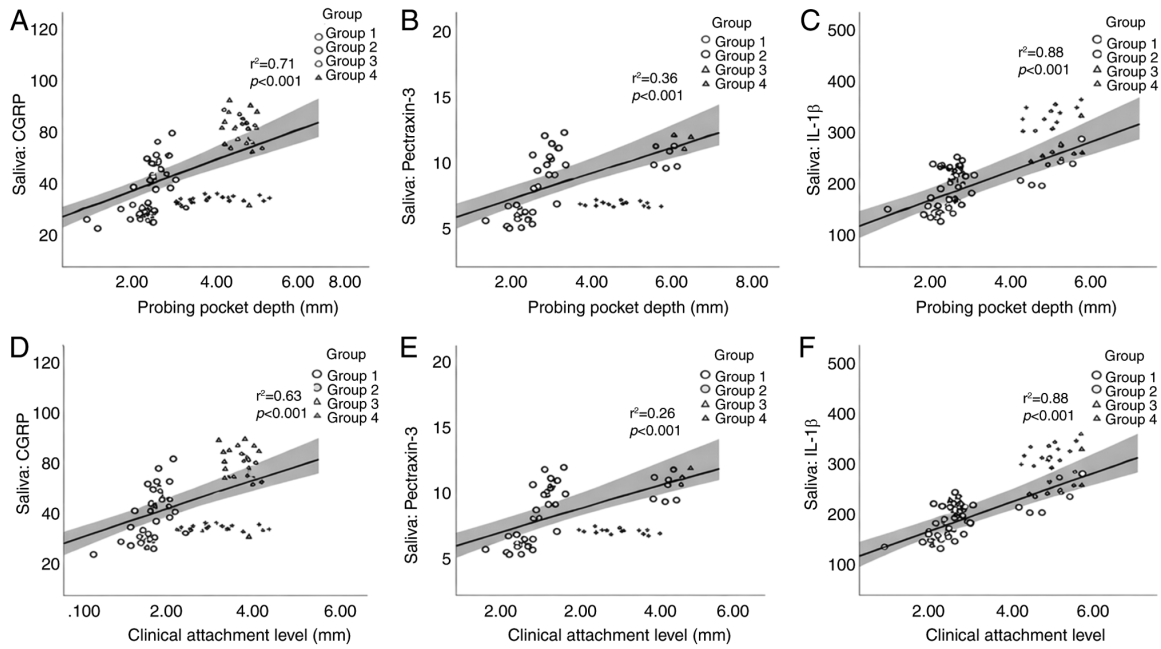 A
Saliva: CGRP
120
100
80
40
20
2.00 4.00 6.00 8.00
Probing pocket depth (mm)
r²=0.71
p<0.001
Group
Group 1
Group 2
Group 3
Group 4
B
Saliva: Pectraxin-3
20
15
10
5
2.00 4.00 6.00 8.00
Probing pocket depth (mm)
r²=0.36
p<0.001
Group
Group 1
Group 2
Group 3
Group 4
C
Saliva: IL-1β
500
400
300
200
100
2.00 4.00 6.00
Probing pocket depth (mm)
r²=0.88
p<0.001
Group
Group 1
Group 2
Group 3
Group 4
D
Saliva: CGRP
120
100
80
40
20
.100 2.00 4.00 6.00
Clinical attachment level (mm)
r²=0.63
p<0.001
Group
Group 1
Group 2
Group 3
Group 4
E
Saliva: Pectraxin-3
20
15
10
5
2.00 2.00 4.00 6.00
Clinical attachment level (mm)
r²=0.26
p<0.001
Group
Group 1
Group 2
Group 3
Group 4
F
Saliva: IL-1β
500
400
300
200
100
2.00 4.00 6.00
Clinical attachment level
r²=0.88
p<0.001
Group
Group 1
Group 2
Group 3
Group 4